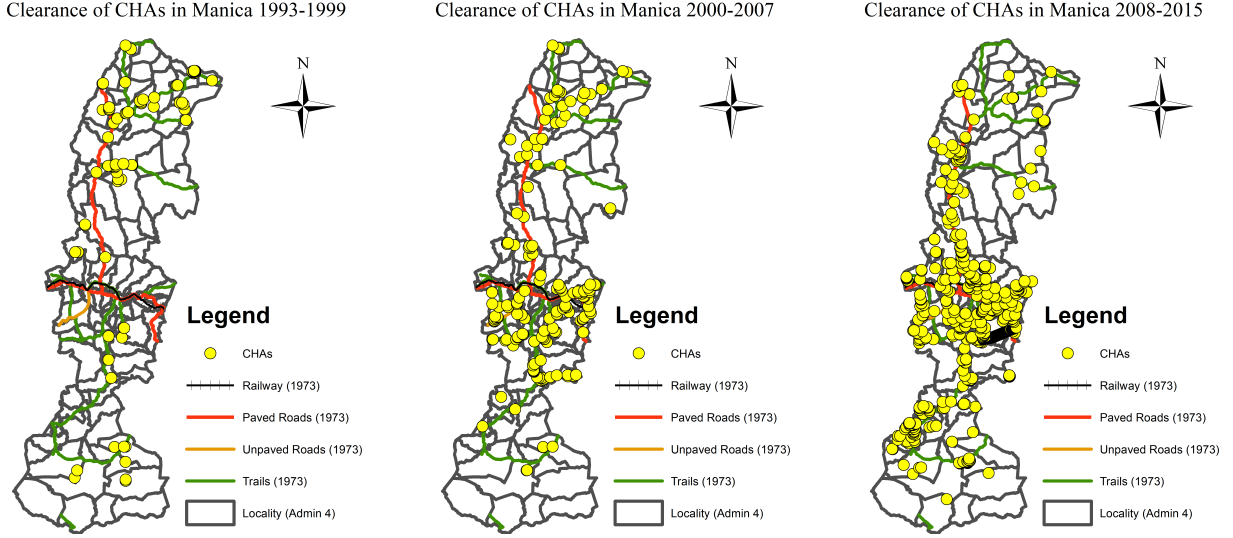 Clearance of CHAs in Manica 1993-1999
N
Legend
CHAs
Railway (1973)
Paved Roads (1973)
Unpaved Roads (1973)
Trails (1973)
Locality (Admin 4)
Clearance of CHAs in Manica 2000-2007
N
Legend
CHAs
Railway (1973)
Paved Roads (1973)
Unpaved Roads (1973)
Trails (1973)
Locality (Admin 4)
Clearance of CHAs in Manica 2008-2015
N
Legend
CHAs
Railway (1973)
Paved Roads (1973)
Unpaved Roads (1973)
Trails (1973)
Locality (Admin 4)